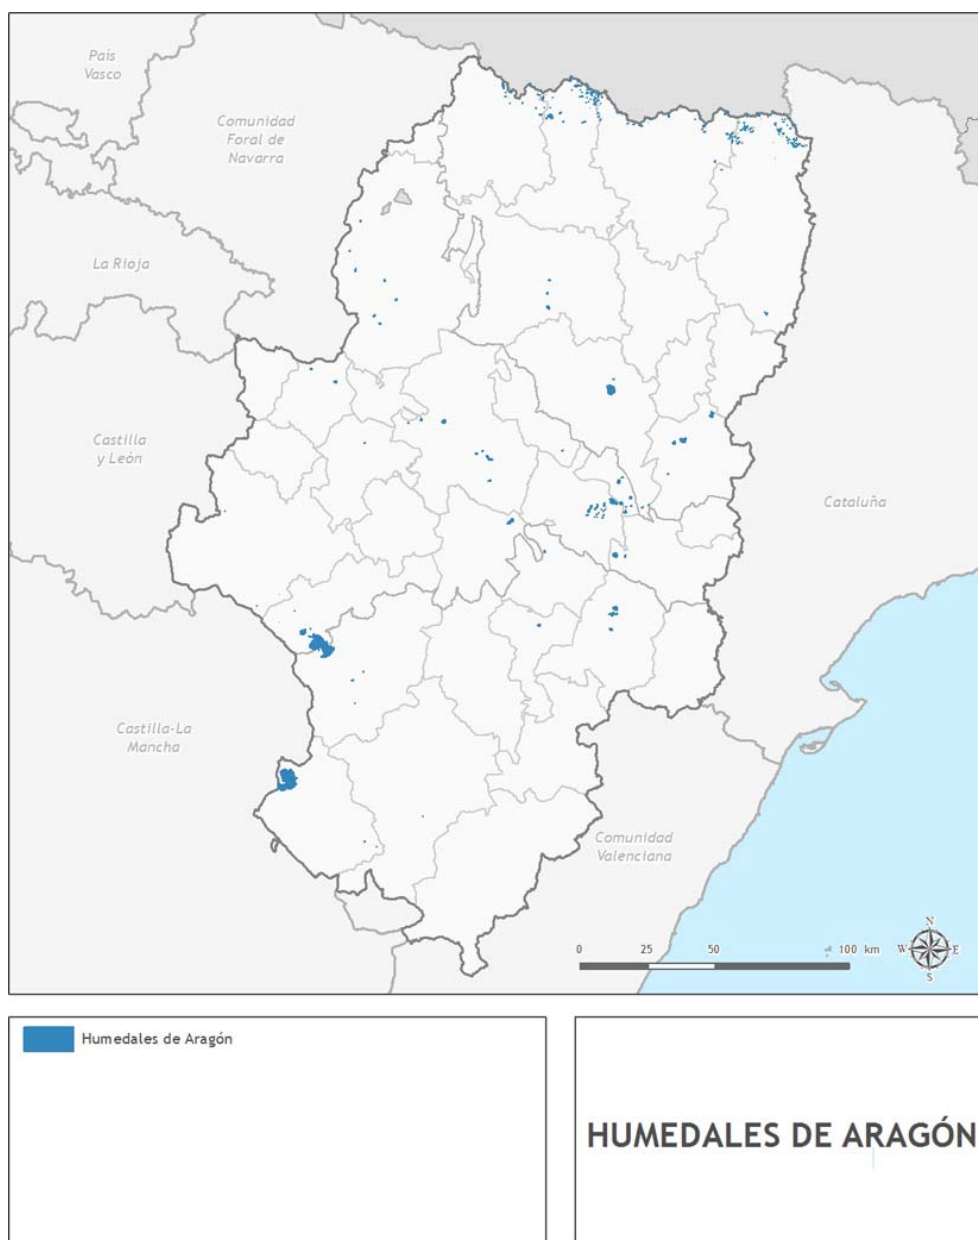 País
Vasco
Comunidad
Foral de
Navarra
La Rioja
Castilla
y León
Cataluña
Castilla-La
Mancha
Comunidad
Valenciana
0 25 50 100 km
N
W E
S
Humedales de Aragón
HUMEDALES DE ARAGÓN